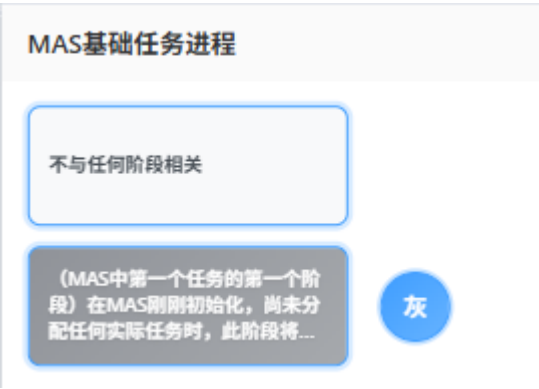 MAS基础任务进程
不与任何阶段相关
（MAS中第一个任务的第一个阶
段）在MAS刚刚初始化，尚未分
配任何实际任务时，此阶段将...
灰